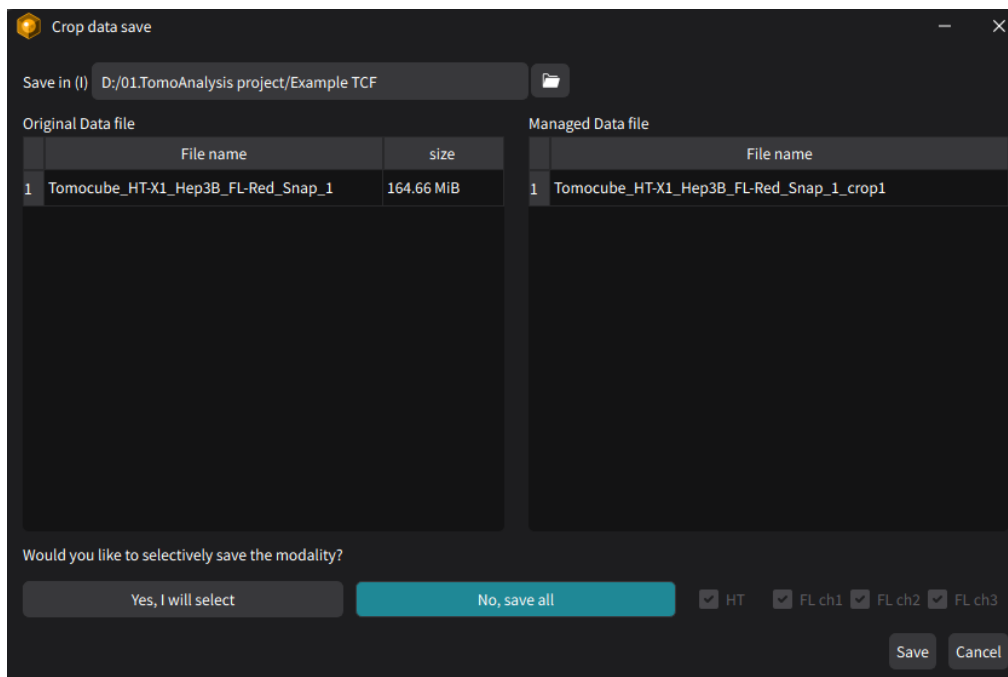 Crop data save
Save in (I) D:/01.TomoAnalysis project/Example TCF
Original Data file
File name size
1 Tomocube_HT-X1_Hep3B_FL-Red_Snap_1 164.66 MiB
Managed Data file
File name
1 Tomocube_HT-X1_Hep3B_FL-Red_Snap_1_crop1
Would you like to selectively save the modality?
Yes, I will select No, save all HT FL ch1 FL ch2 FL ch3
Save Cancel